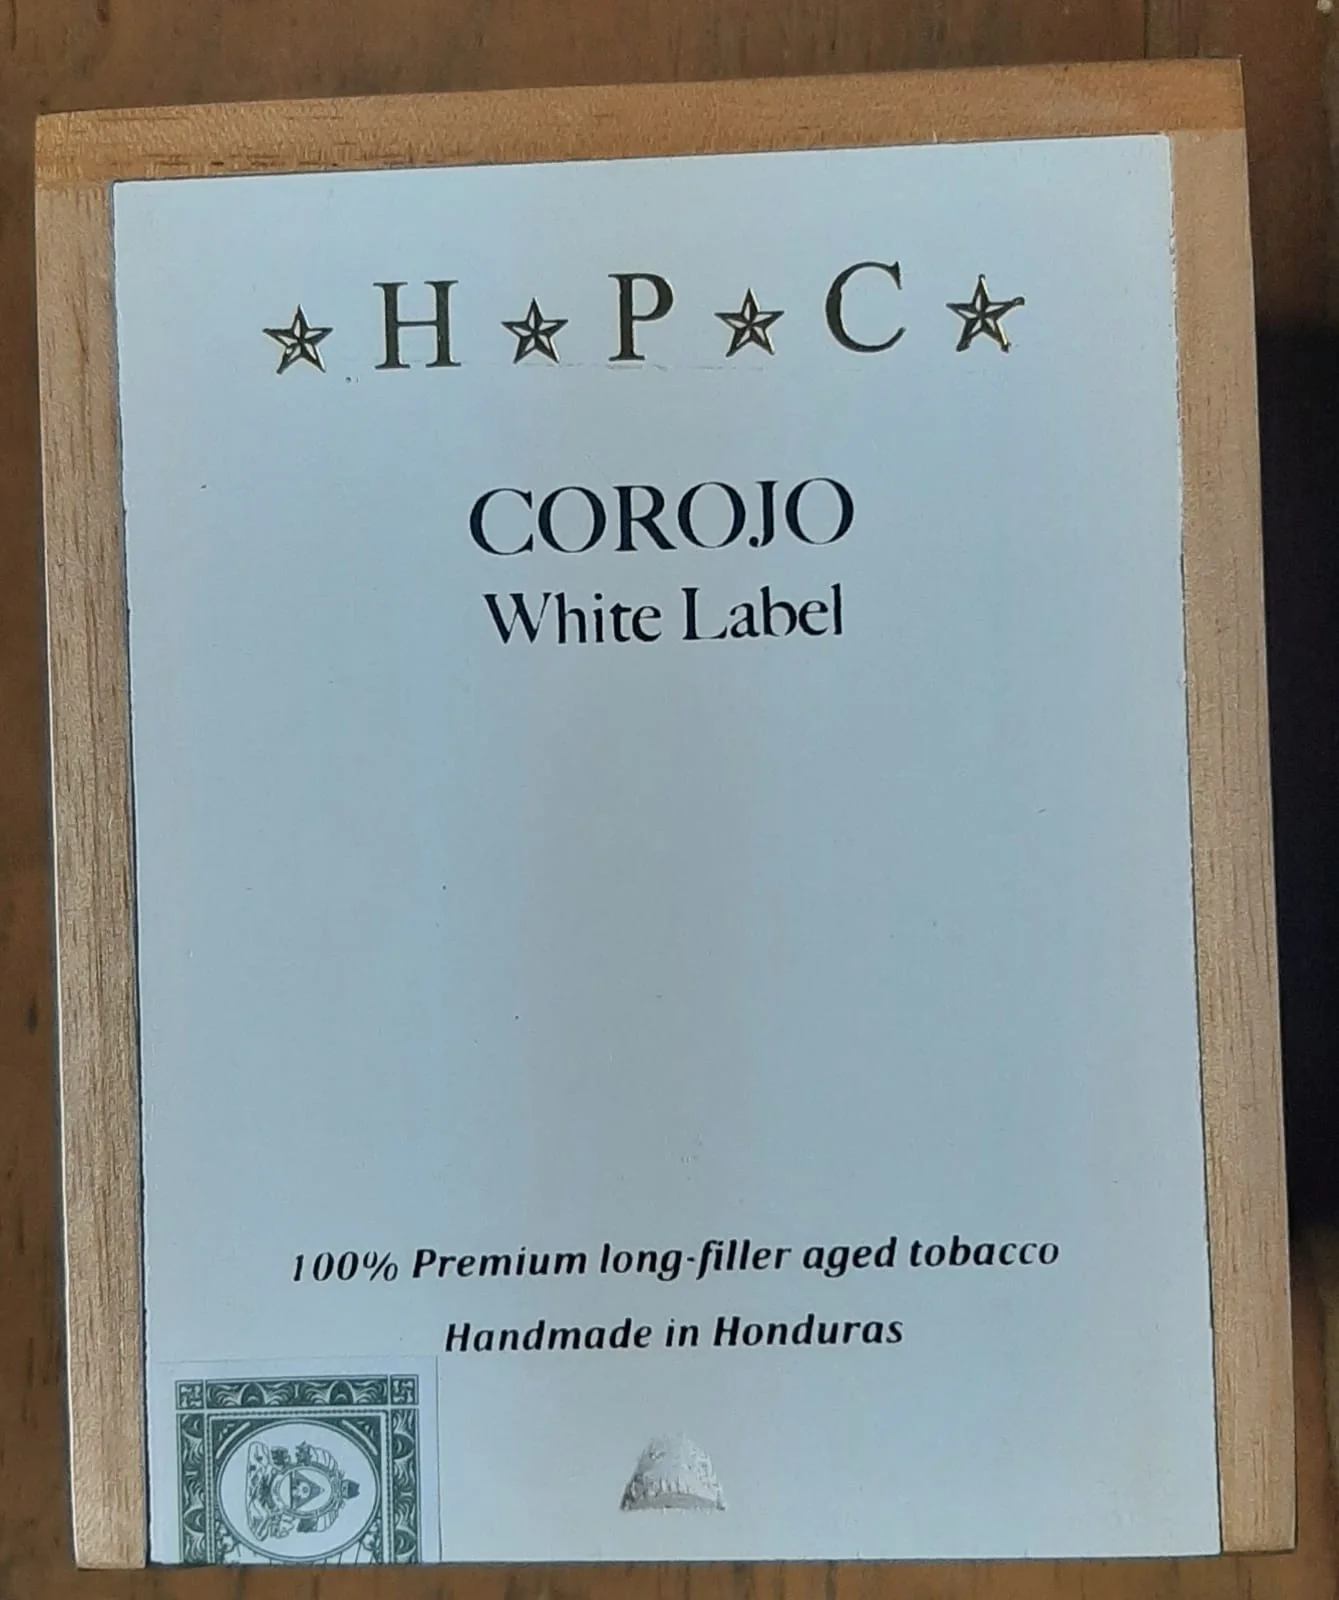 ★ H ★ P ★ C ★
COROJO
White Label
100% Premium long-filler aged tobacco
Handmade in Honduras